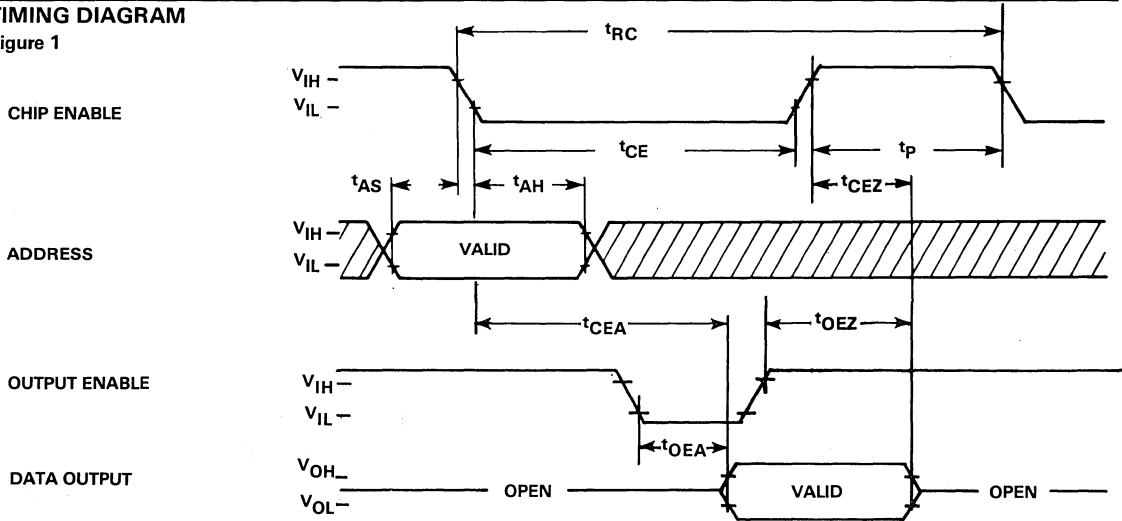 TIMING DIAGRAM
igure 1
tRC
VIH
CHIP ENABLE
VIL
tCE
tP
tAS
tAH
tCEZ
VIH
ADDRESS
VALID
VIL
tCEA
tOEZ
OUTPUT ENABLE
VIH
VIL
tOEA
VOH
DATA OUTPUT
OPEN
VALID
OPEN
VOL